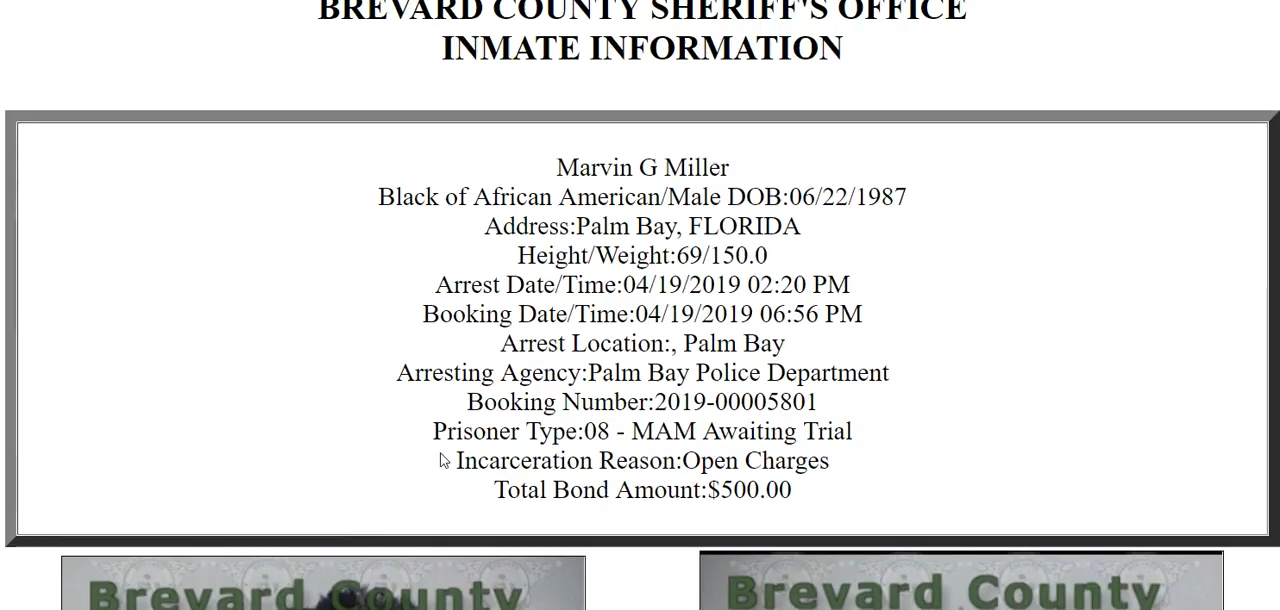 BREVARD COUNTY SHERIFF'S OFFICE
INMATE INFORMATION
Marvin G Miller
Black of African American/Male DOB:06/22/1987
Address:Palm Bay, FLORIDA
Height/Weight:69/150.0
Arrest Date/Time:04/19/2019 02:20 PM
Booking Date/Time:04/19/2019 06:56 PM
Arrest Location:, Palm Bay
Arresting Agency:Palm Bay Police Department
Booking Number:2019-00005801
Prisoner Type:08 - MAM Awaiting Trial
Incarceration Reason:Open Charges
Total Bond Amount:$500.00
Brevard County
Brevard County